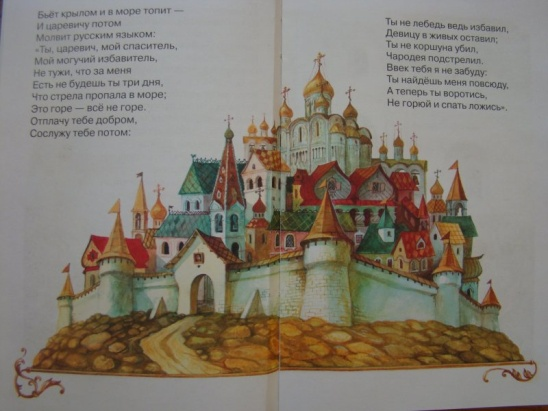 Бьёт крылом и в море топит —
И царевичу потом
Молвит русским языком:
«Ты, царевич, мой спаситель,
Мой могучий избавитель,
Не тужи, что за меня
Есть не будешь ты три дня,
Что стрела пропала в море;
Это горе — всё не горе.
Отплачу тебе добром,
Сослужу тебе потом:
Ты не лебедь ведь избавил,
Девицу в живых оставил;
Ты не коршуна убил,
Чародея подстрелил.
Ввек тебя я не забуду:
Ты найдёшь меня повсюду,
А теперь ты воротись,
Не горюй и спать ложись».